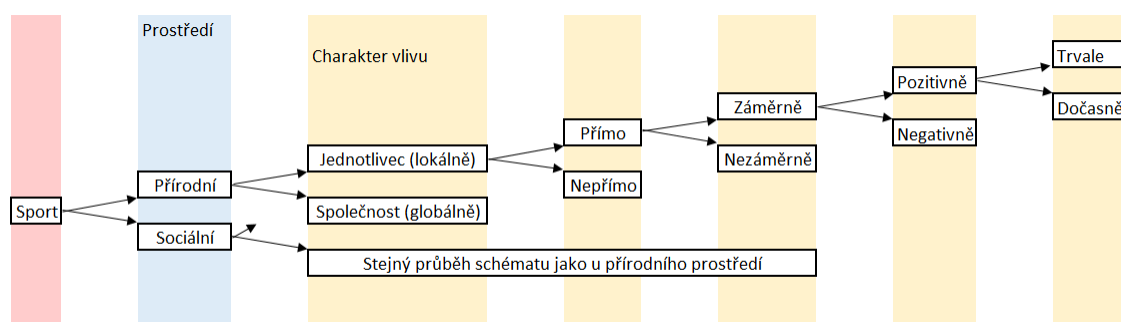 Prostředí
Charakter vlivu
Sport
Přírodní
Sociální
Jednotlivec (lokálně)
Společnost (globálně)
Stejný průběh schématu jako u přírodního prostředí
Přímo
Nepřímo
Záměrně
Nezáměrně
Pozitivně
Negativně
Trvale
Dočasně